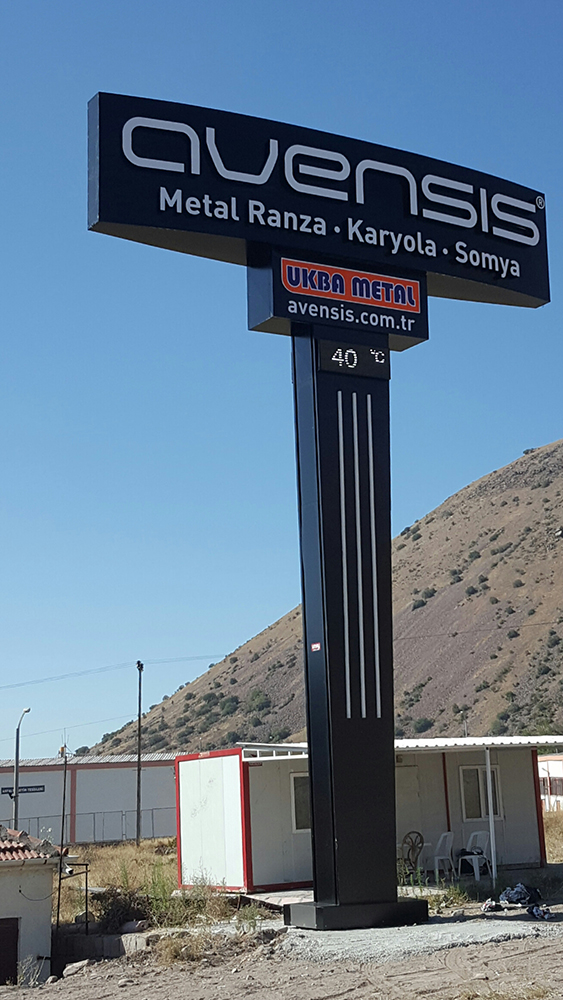 avensis®
Metal Ranza · Karyola · Somya
UKBA METAL
avensis.com.tr
40 °C